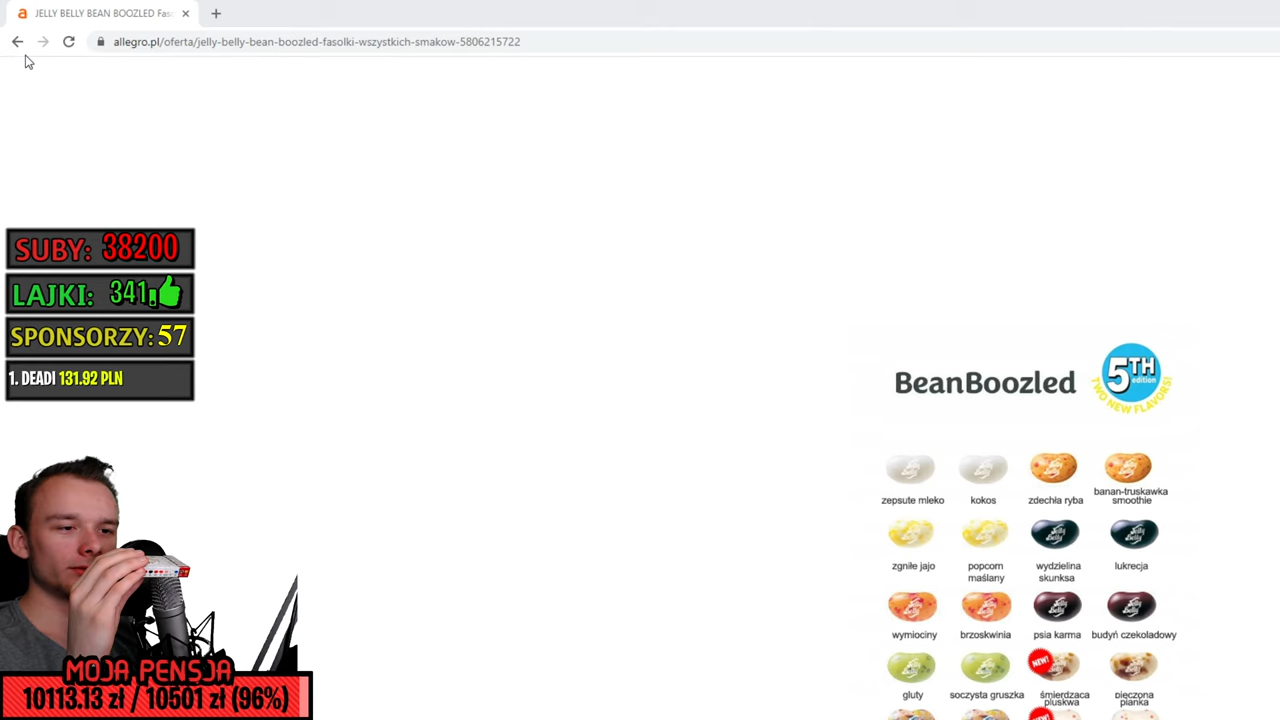 JELLY BELLY BEAN BOOZLED Fas
allegro.pl/oferta/jelly-belly-bean-boozled-fasolki-wszystkich-smakow-5806215722
SUBY: 38200
LAJKI: 341
SPONSORZY: 57
1. DEADI 131.92 PLN
BeanBoozled
5TH
edition
TWO NEW FLAVORS!
zepsute mleko
kokos
zdechła ryba
banan-truskawka
smoothie
zgniłe jajo
popcorn
maślany
wydzielina
skunksa
lukrecja
wymiociny
brzoskwinia
psia karma
budyń czekoladowy
NEW!
gluty
soczysta gruszka
śmierdząca
pluskwa
pieczona
pianka
MOJA PENSJA
10113.13 zł / 10501 zł (96%)